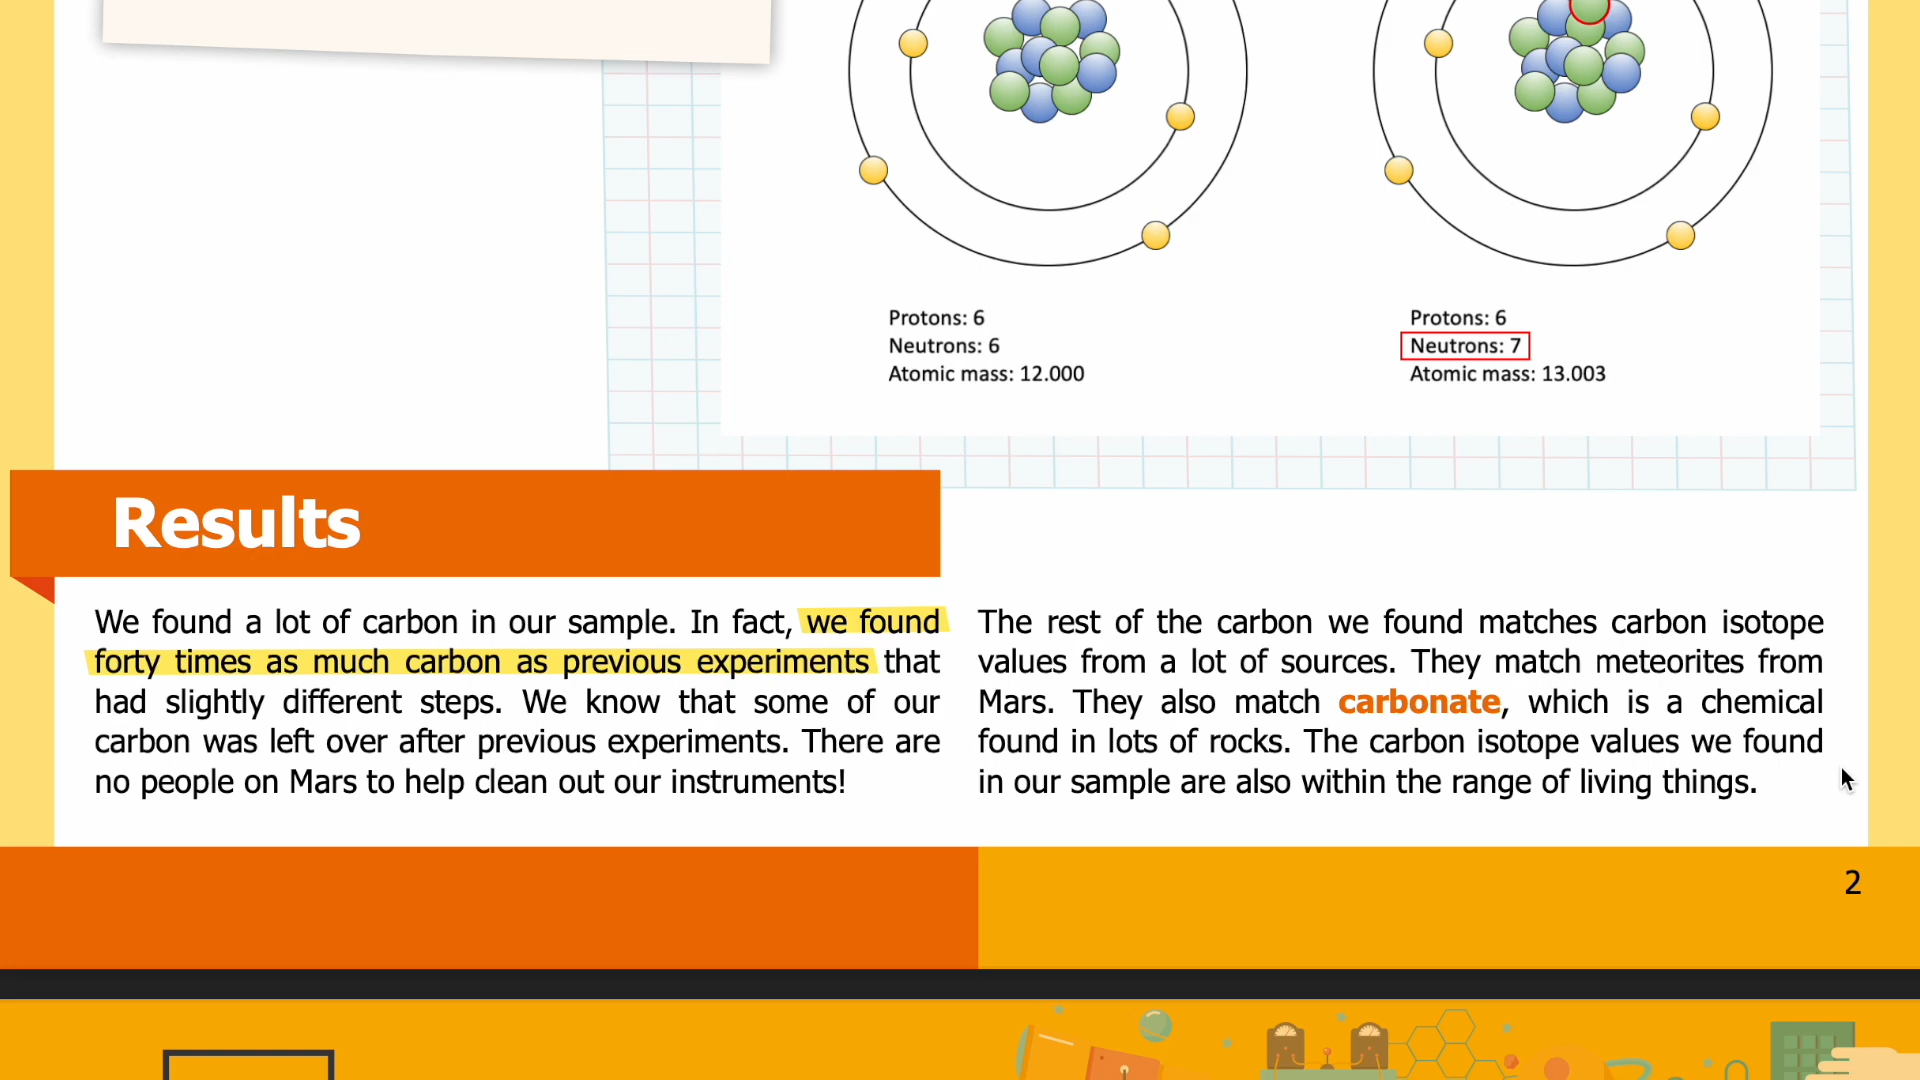 Protons: 6
Neutrons: 6
Atomic mass: 12.000
Protons: 6
Neutrons: 7
Atomic mass: 13.003
Results
We found a lot of carbon in our sample. In fact, we found
forty times as much carbon as previous experiments that
had slightly different steps. We know that some of our
carbon was left over after previous experiments. There are
no people on Mars to help clean out our instruments!
The rest of the carbon we found matches carbon isotope
values from a lot of sources. They match meteorites from
Mars. They also match carbonate, which is a chemical
found in lots of rocks. The carbon isotope values we found
in our sample are also within the range of living things.
2